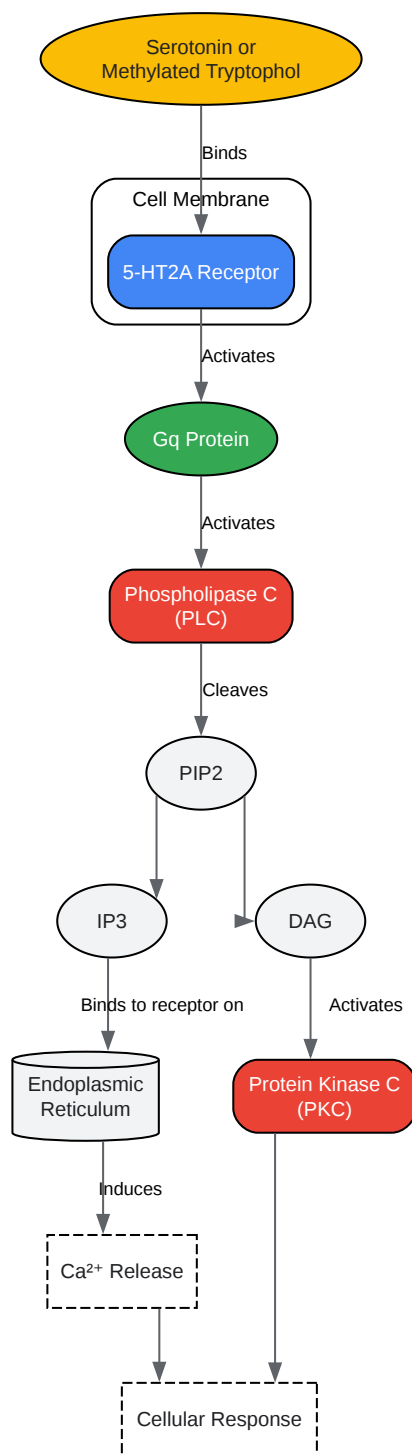 Serotonin or
Methylated Tryptophol
Binds
Cell Membrane
5-HT2A Receptor
Activates
Gq Protein
Activates
Phospholipase C
(PLC)
Cleaves
PIP2
IP3
DAG
Binds to receptor on
Activates
Endoplasmic
Reticulum
Protein Kinase C
(PKC)
Induces
Ca²⁺ Release
Cellular Response